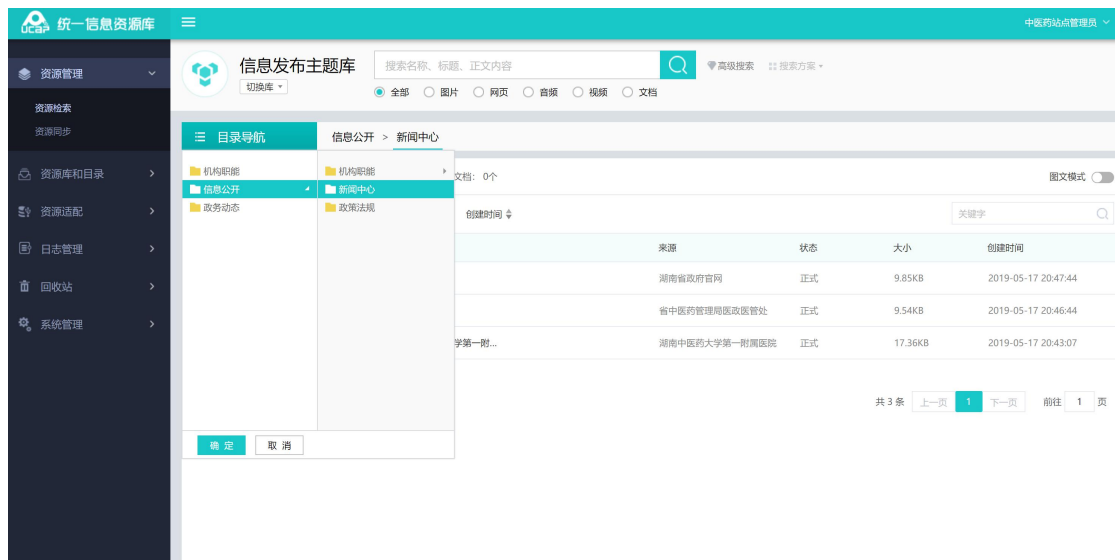 ucap 统一信息资源库
中医药站点管理员
资源管理
资源检索
资源同步
资源库和目录
资源适配
日志管理
回收站
系统管理
信息发布主题库
切换库
搜索名称、标题、正文内容
高级搜索 搜索方案
全部 图片 网页 音频 视频 文档
目录导航 信息公开 > 新闻中心
机构职能 机构职能
信息公开 新闻中心
政务动态 政策法规
文档: 0个 图文模式
创建时间 关键字
来源 状态 大小 创建时间
湖南省政府官网 正式 9.85KB 2019-05-17 20:47:44
省中医药管理局医政医管处 正式 9.54KB 2019-05-17 20:46:44
学第一附... 湖南中医药大学第一附属医院 正式 17.36KB 2019-05-17 20:43:07
共 3 条 上一页 1 下一页 前往 1 页
确定 取消